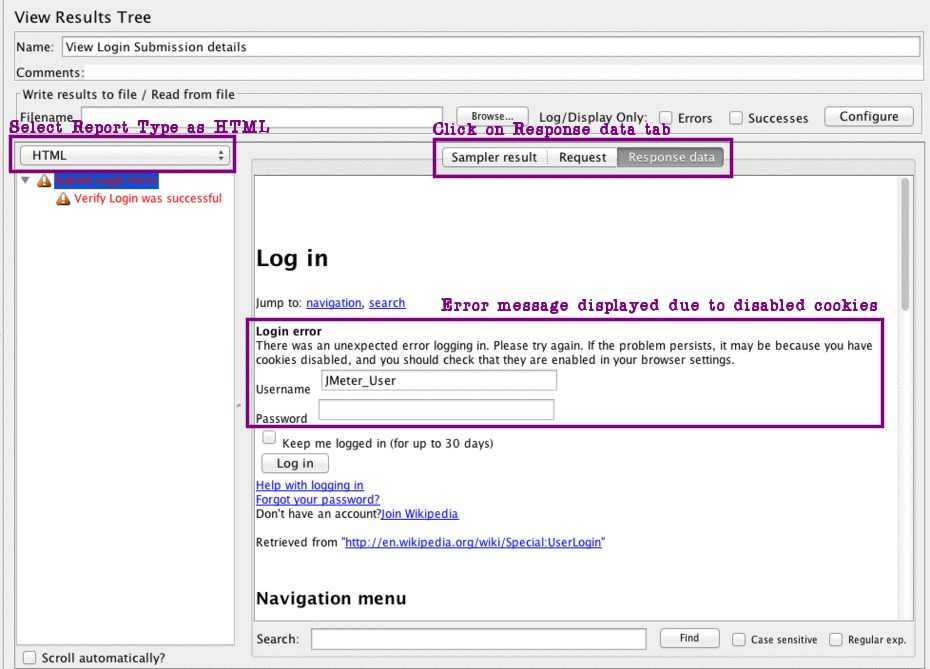 View Results Tree
Name: View Login Submission details
Comments:
Write results to file / Read from file
Filename Browse... Log/Display Only: Errors Successes Configure
Select Report Type as HTML Click on Response data tab
HTML Sampler result Request Response data
Submit Login Form
Verify Login was successful
Log in
Jump to: navigation, search
Error message displayed due to disabled cookies
Login error
There was an unexpected error logging in. Please try again. If the problem persists, it may be because you have
cookies disabled, and you should check that they are enabled in your browser settings.
Username JMeter_User
Password
Keep me logged in (for up to 30 days)
Log in
Help with logging in
Forgot your password?
Don't have an account?Join Wikipedia
Retrieved from "http://en.wikipedia.org/wiki/Special:UserLogin"
Navigation menu
Search: Find Case sensitive Regular exp.
Scroll automatically?